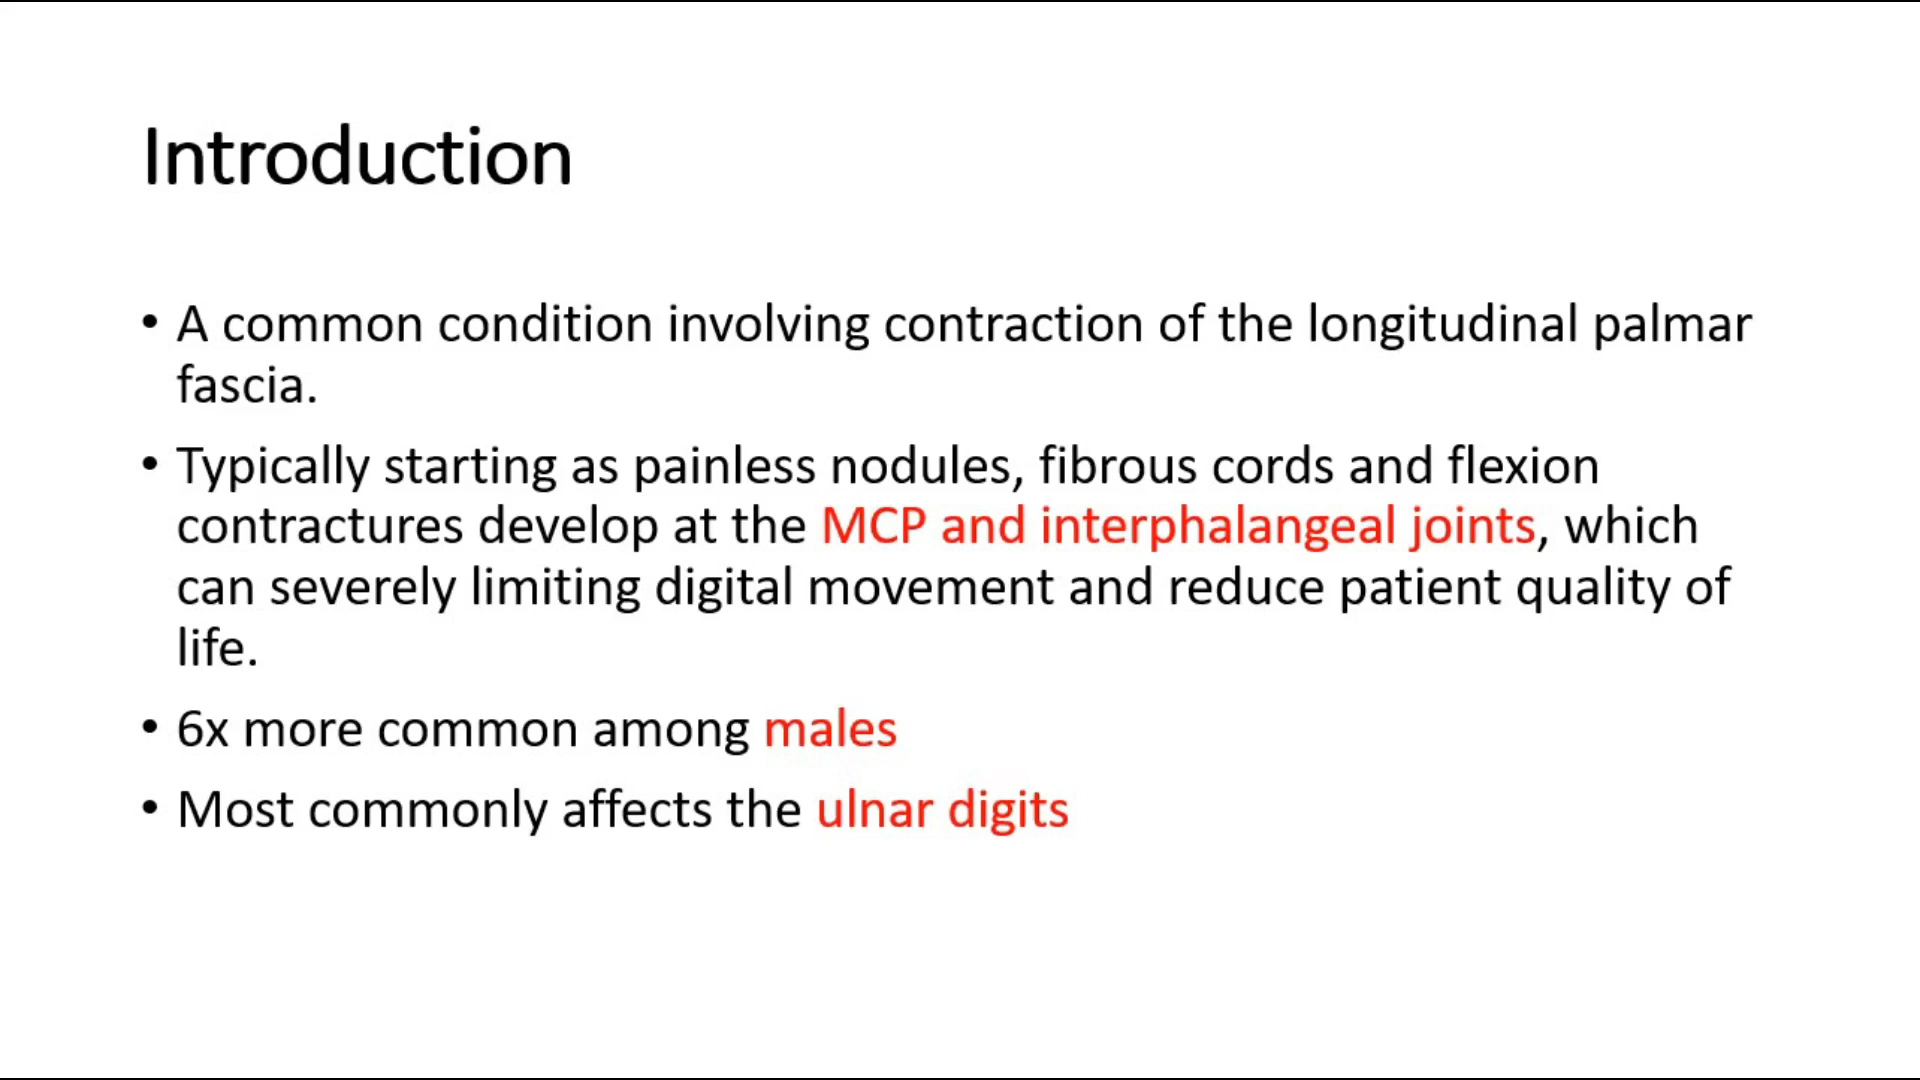 Introduction
• A common condition involving contraction of the longitudinal palmar
fascia.
• Typically starting as painless nodules, fibrous cords and flexion
contractures develop at the MCP and interphalangeal joints, which
can severely limiting digital movement and reduce patient quality of
life.
• 6x more common among males
• Most commonly affects the ulnar digits